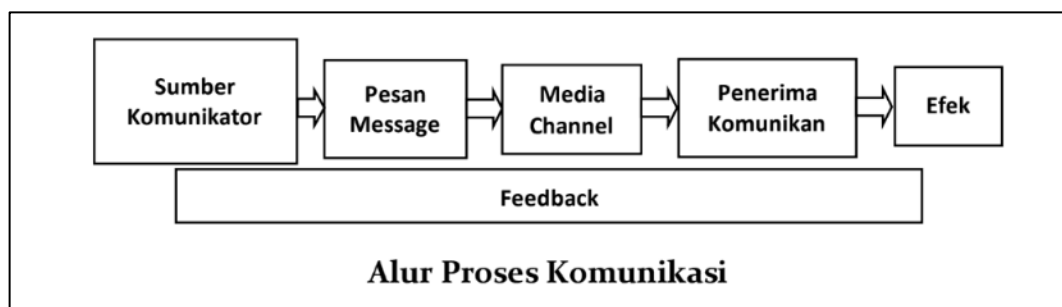 Sumber
Komunikator
Pesan
Message
Media
Channel
Penerima
Komunikan
Efek
Feedback
Alur Proses Komunikasi